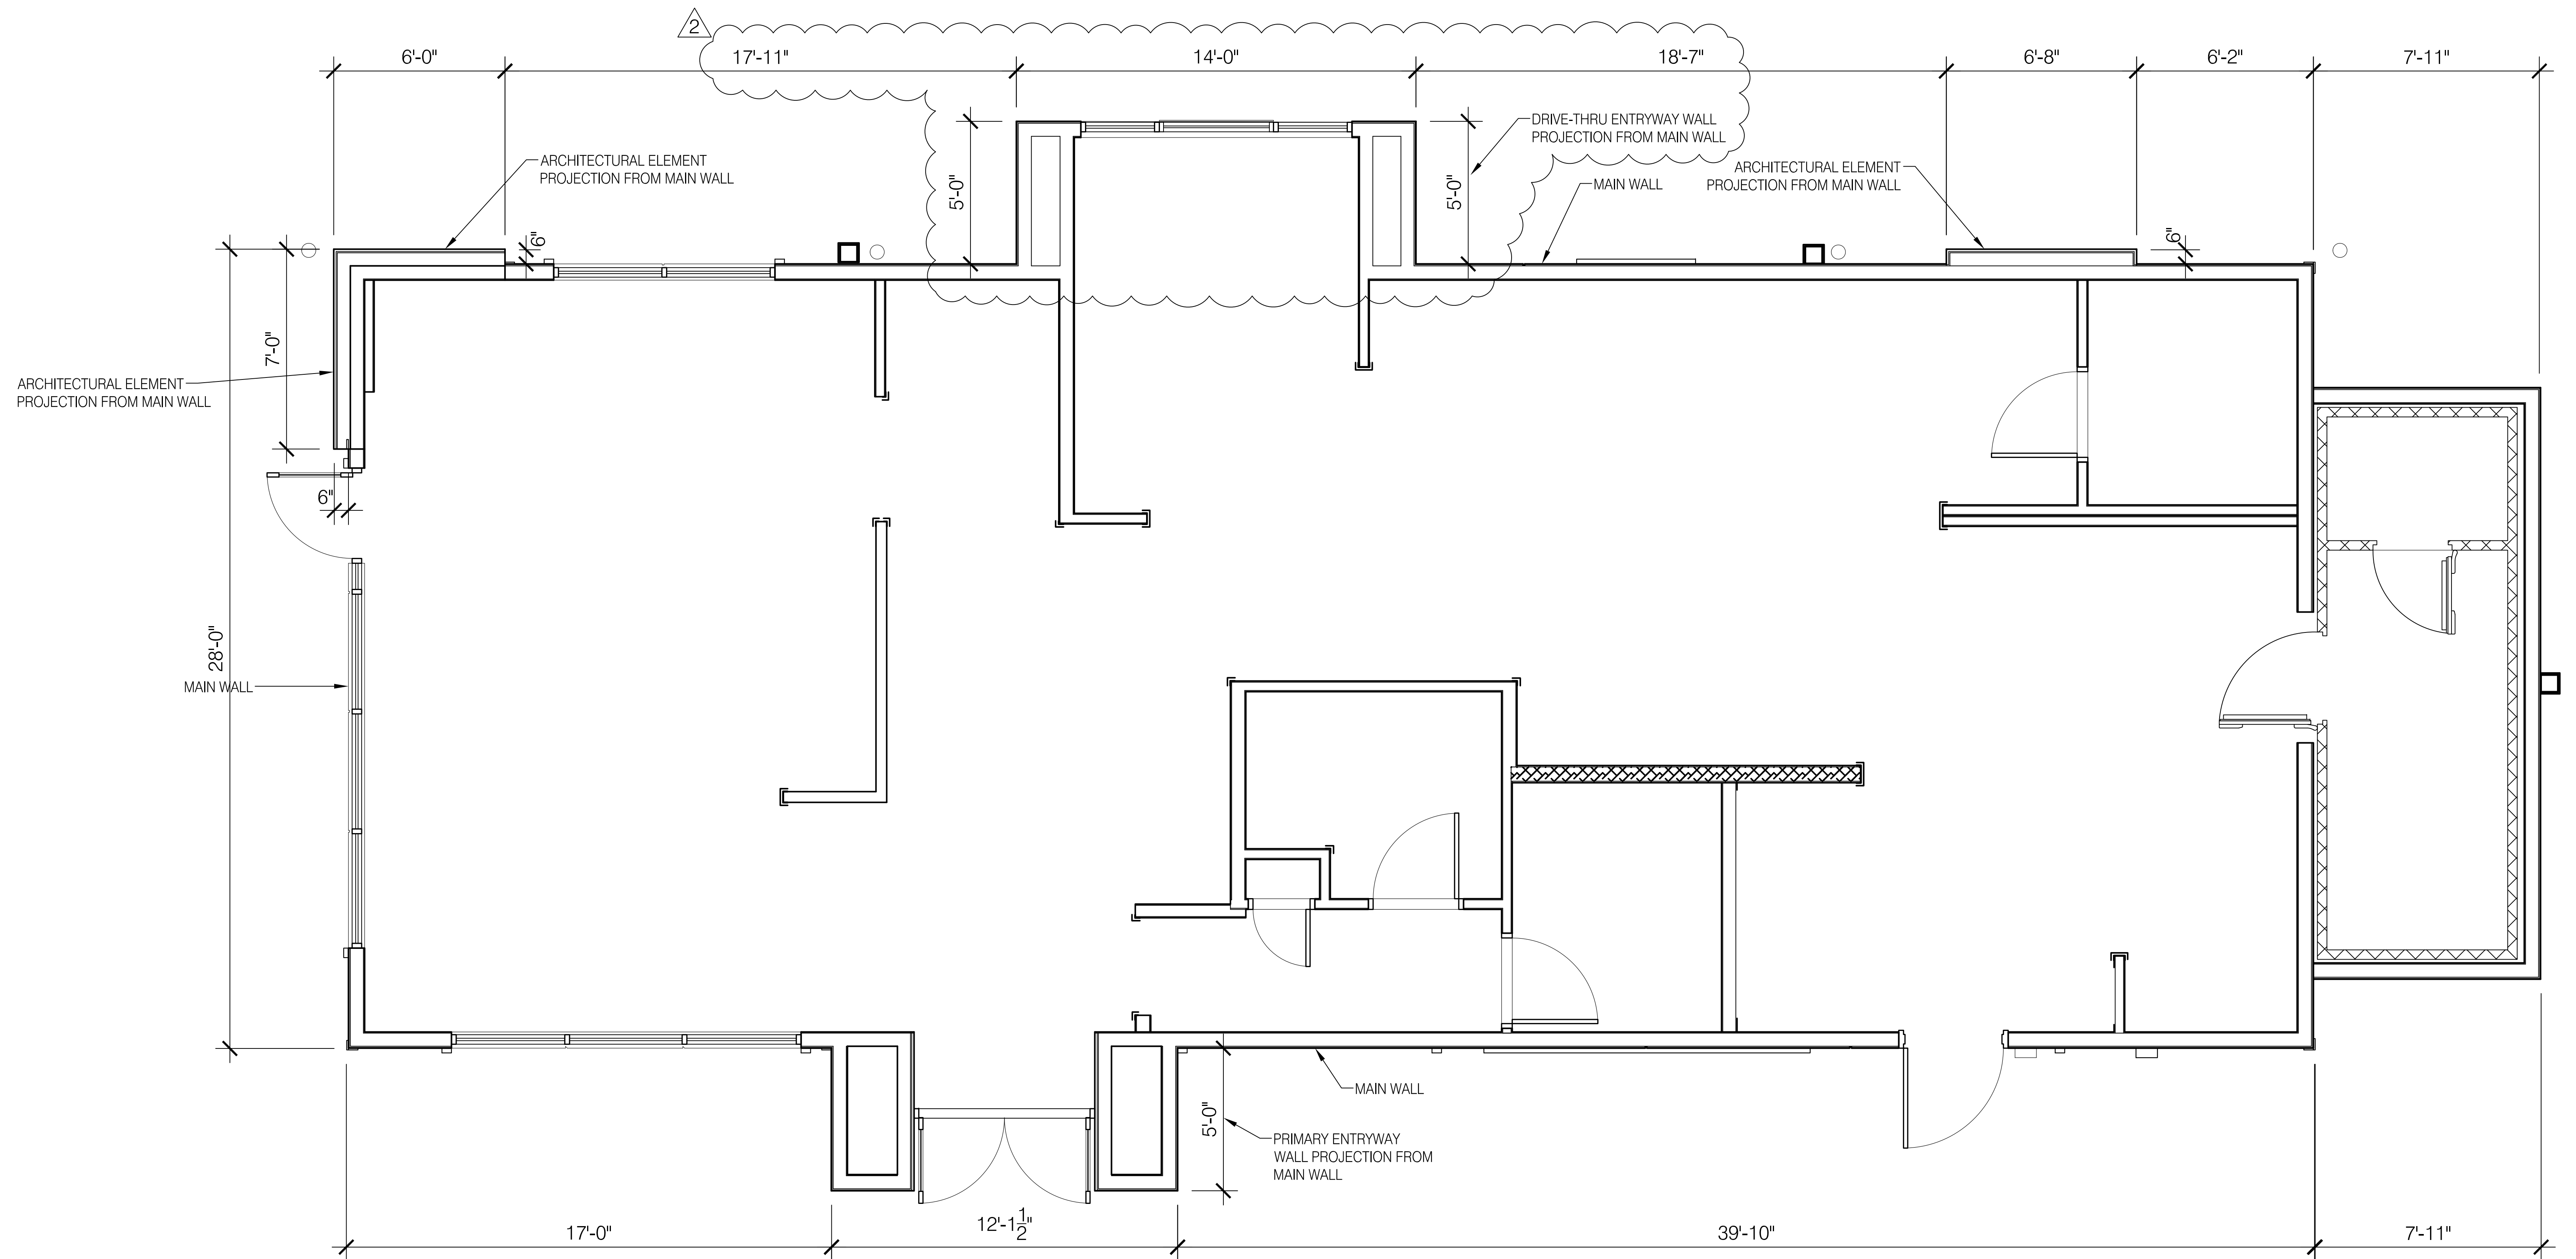 2
6'-0" 17'-11" 14'-0" 18'-7" 6'-8" 6'-2" 7'-11"
DRIVE-THRU ENTRYWAY WALL
PROJECTION FROM MAIN WALL
ARCHITECTURAL ELEMENT
PROJECTION FROM MAIN WALL
ARCHITECTURAL ELEMENT
PROJECTION FROM MAIN WALL
MAIN WALL
5'-0"
5'-0"
6"
6"
7'-0"
ARCHITECTURAL ELEMENT
PROJECTION FROM MAIN WALL
6"
28'-0"
MAIN WALL
MAIN WALL
5'-0"
PRIMARY ENTRYWAY
WALL PROJECTION FROM
MAIN WALL
17'-0" 12'-1 1/2" 39'-10" 7'-11"